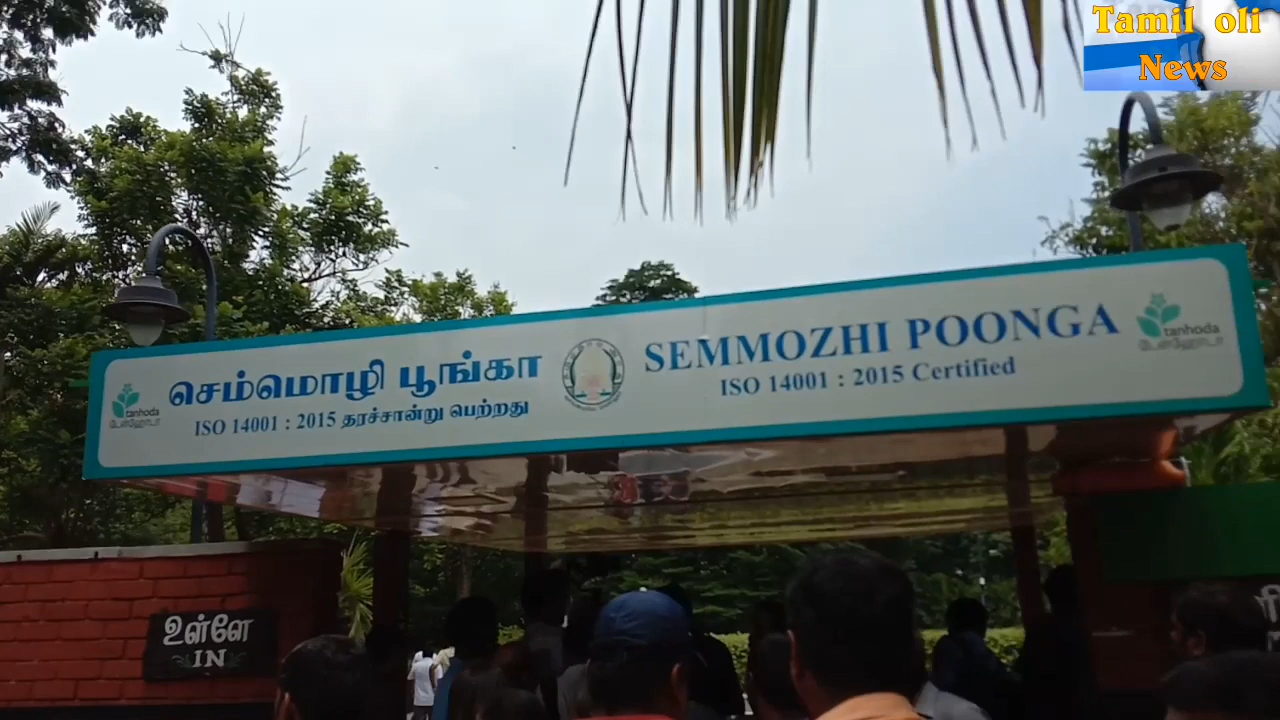 Tamil oli
News
செம்மொழி பூங்கா
ISO 14001 : 2015 தரச்சான்று பெற்றது
SEMMOZHI POONGA
ISO 14001 : 2015 Certified
tanhoda
டேன்ஹோடா
tanhoda
டேன்ஹோடா
உள்ளே
IN